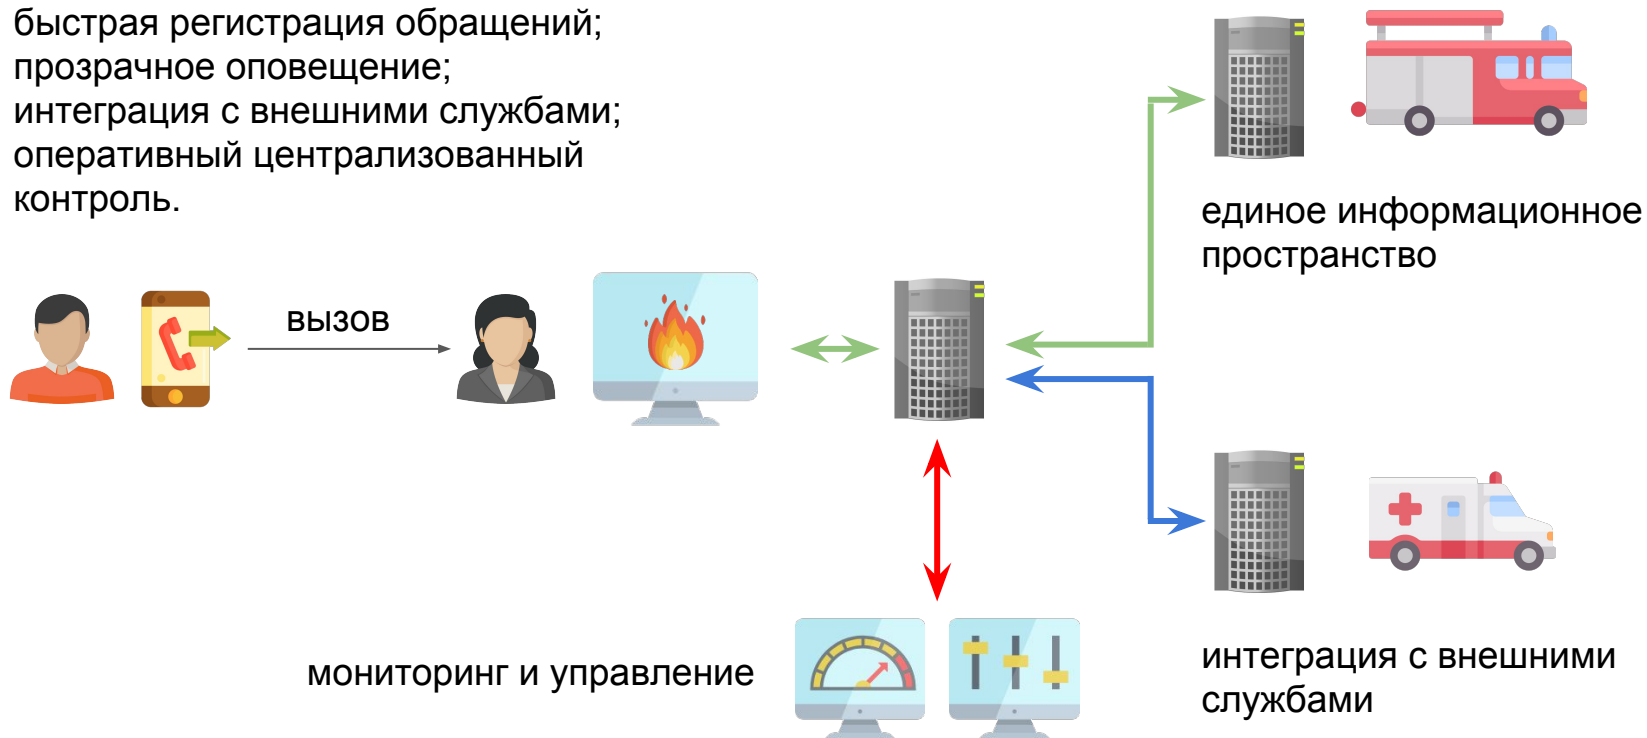 быстрая регистрация обращений;
прозрачное оповещение;
интеграция с внешними службами;
оперативный централизованный
контроль.
единое информационное
пространство
вызов
мониторинг и управление
интеграция с внешними
службами